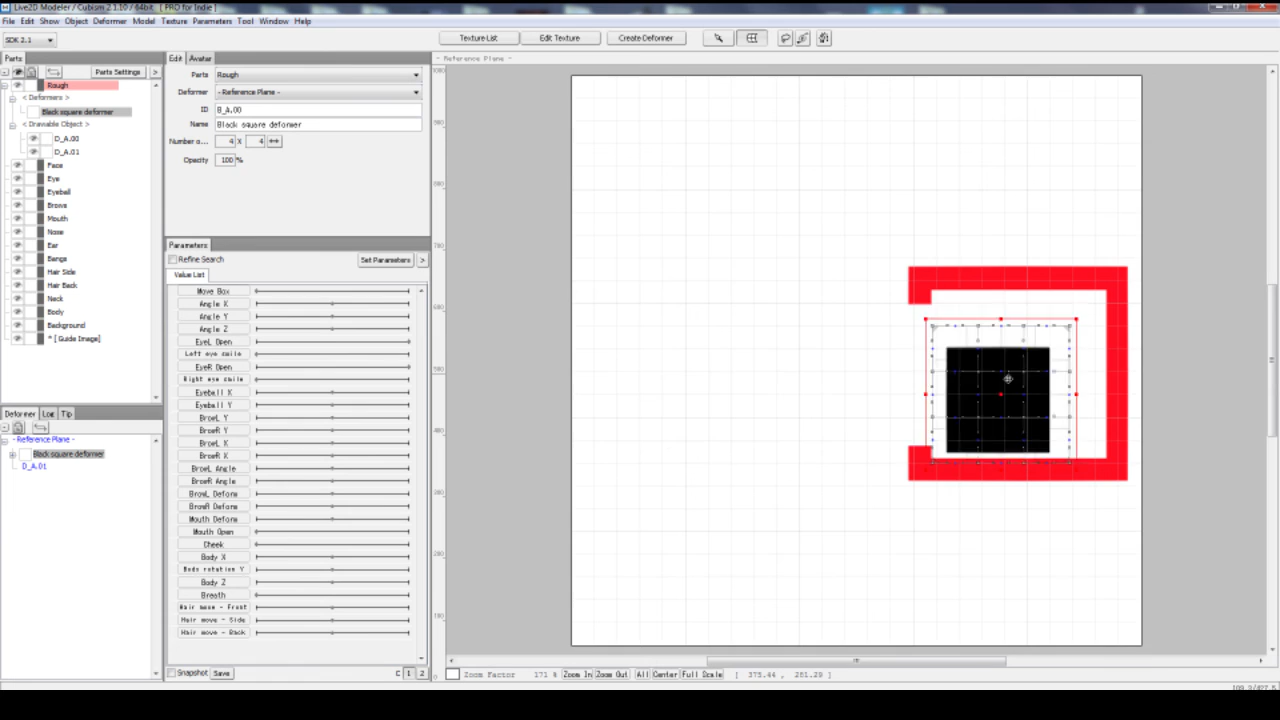 Live2D Modeler / Cubism 2.1.10 / 64bit [ PRO for Indie ]
File Edit Show Object Deformer Model Texture Parameters Tool Window Help
SDK 2.1
Texture List
Edit Texture
Create Deformer
Parts
Parts Settings
>
Rough
< Deformers >
Black square deformer
< Drawable Object >
D_A.00
D_A.01
Face
Eye
Eyeball
Brows
Mouth
Nose
Ear
Bangs
Hair Side
Hair Back
Neck
Body
Background
* [ Guide Image]
Deformer Log Tip
- Reference Plane -
Black square deformer
D_A.01
Edit Avatar
Parts Rough
Deformer - Reference Plane -
ID B_A.00
Name Black square deformer
Number o... 4 X 4
Opacity 100 %
Parameters
Refine Search
Set Parameters
>
Value List
Move Box
Angle X
Angle Y
Angle Z
EyeL Open
Left eye smile
EyeR Open
Right eye smile
Eyeball X
Eyeball Y
BrowL Y
BrowR Y
BrowL X
BrowR X
BrowL Angle
BrowR Angle
BrowL Deform
BrowR Deform
Mouth Deform
Mouth Open
Cheek
Body X
Body rotation Y
Body Z
Breath
Hair move - Front
Hair move - Side
Hair move - Back
Snapshot Save
C 1 2
- Reference Plane -
Zoom Factor 171 % Zoom In Zoom Out All Center Full Scale [ 375.44 , 261.29 ]